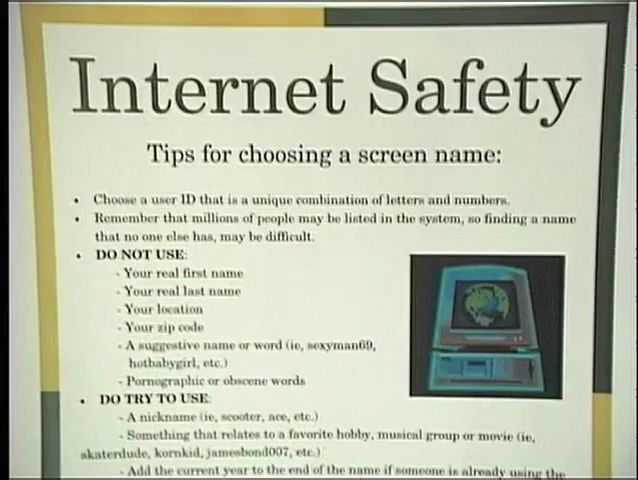 Internet Safety
Tips for choosing a screen name:
• Choose a user ID that is a unique combination of letters and numbers.
• Remember that millions of people may be listed in the system, so finding a name
that no one else has, may be difficult.
• DO NOT USE:
- Your real first name
- Your real last name
- Your location
- Your zip code
- A suggestive name or word (ie, sexyman69,
hotbabygirl, etc.)
- Pornographic or obscene words
• DO TRY TO USE:
- A nickname (ie, scooter, ace, etc.)
- Something that relates to a favorite hobby, musical group or movie (ie,
skaterdude, kornkid, jamesbond007, etc.)
- Add the current year to the end of the name if someone is already using the